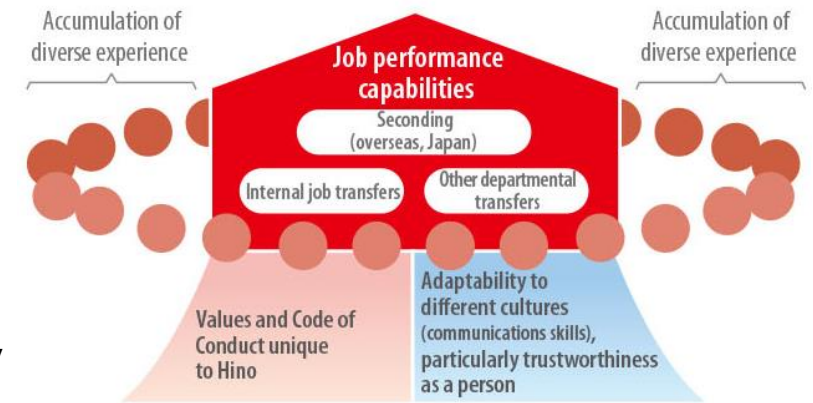 Accumulation of
diverse experience
Accumulation of
diverse experience
Job performance
capabilities
Seconding
(overseas, Japan)
Internal job transfers
Other departmental
transfers
Values and Code of
Conduct unique
to Hino
Adaptability to
different cultures
(communications skills),
particularly trustworthiness
as a person